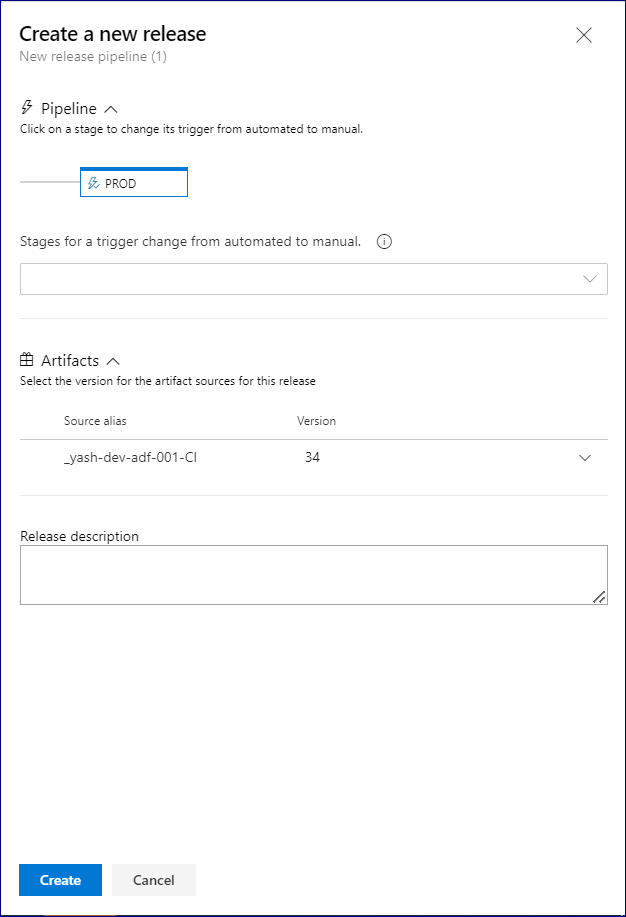 Create a new release
New release pipeline (1)
Pipeline
Click on a stage to change its trigger from automated to manual.
PROD
Stages for a trigger change from automated to manual.
Artifacts
Select the version for the artifact sources for this release
Source alias Version
_yash-dev-adf-001-CI 34
Release description
Create Cancel